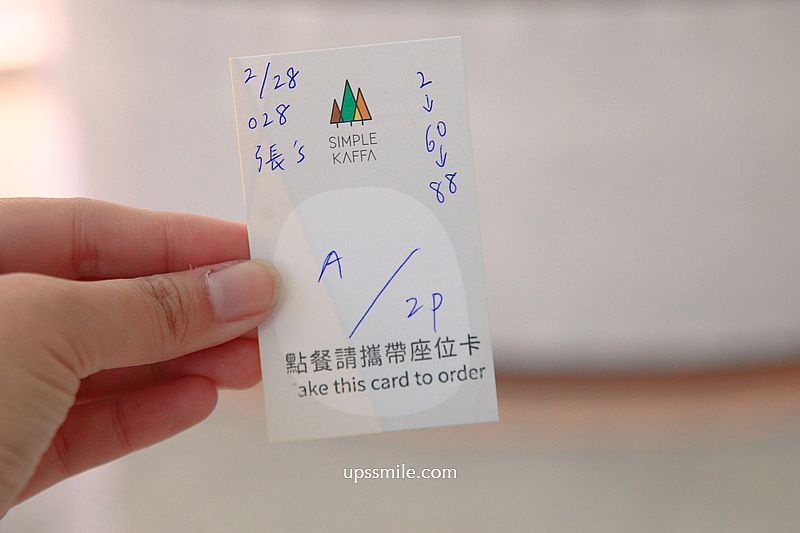 2/28
028
張's
SIMPLE
KAFFA
2
↓
60
↓
88
A / 2P
點餐請攜帶座位卡
ake this card to order
upssmile.com